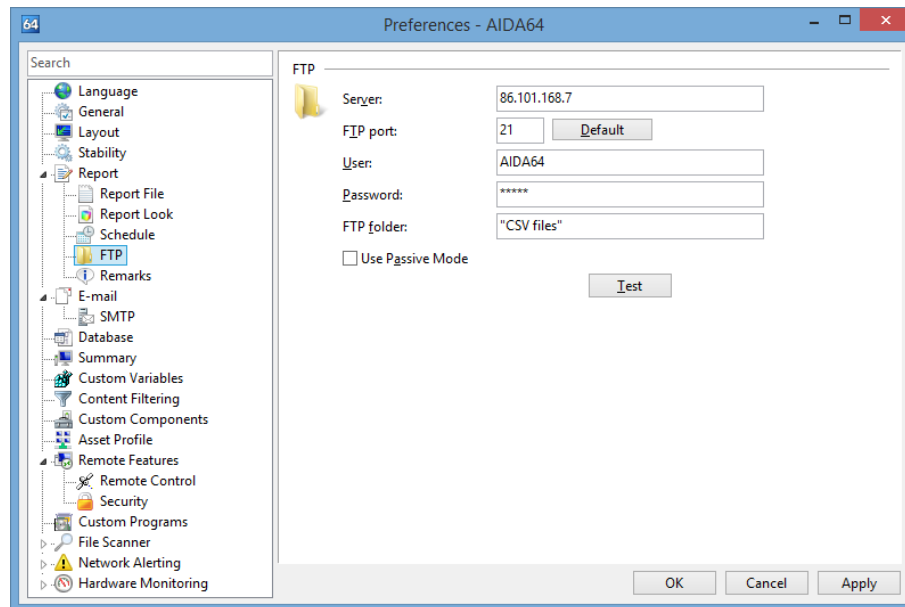 64 Preferences - AIDA64
Search
Language
General
Layout
Stability
Report
Report File
Report Look
Schedule
FTP
Remarks
E-mail
SMTP
Database
Summary
Custom Variables
Content Filtering
Custom Components
Asset Profile
Remote Features
Remote Control
Security
Custom Programs
File Scanner
Network Alerting
Hardware Monitoring
FTP
Server: 86.101.168.7
FTP port: 21 Default
User: AIDA64
Password: *****
FTP folder: "CSV files"
Use Passive Mode
Test
OK Cancel Apply